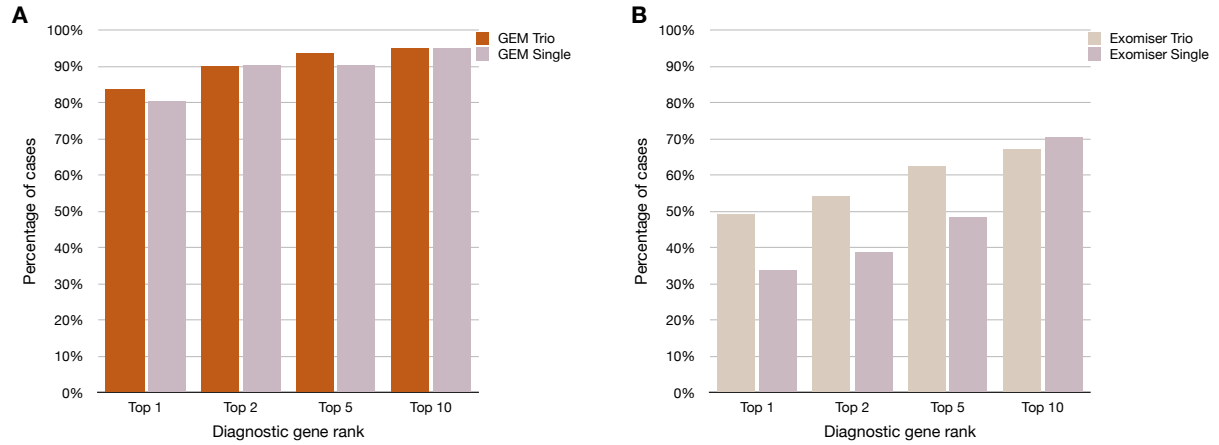 A
100%
90%
80%
70%
60%
50%
40%
30%
20%
10%
0%
Percentage of cases
Top 1
Top 2
Top 5
Top 10
Diagnostic gene rank
GEM Trio
GEM Single
B
100%
90%
80%
70%
60%
50%
40%
30%
20%
10%
0%
Percentage of cases
Top 1
Top 2
Top 5
Top 10
Diagnostic gene rank
Exomiser Trio
Exomiser Single